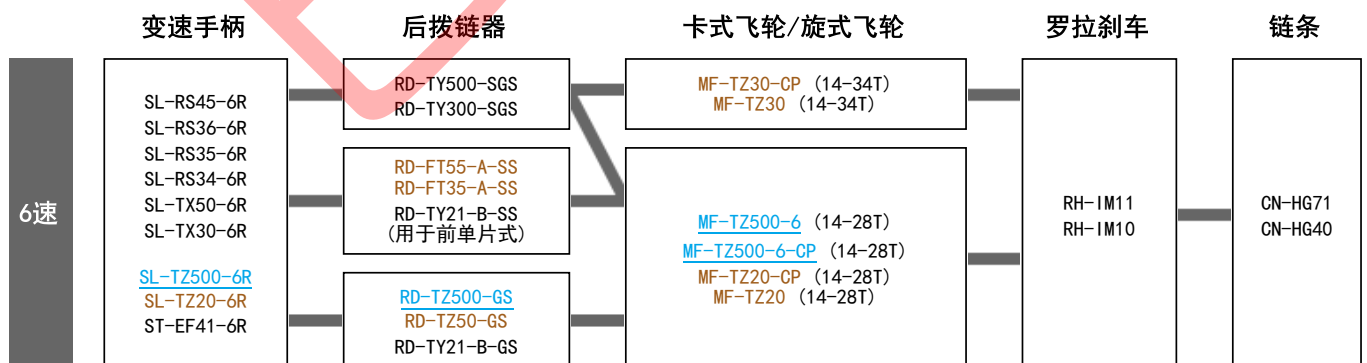 变速手柄
后拨链器
卡式飞轮/旋式飞轮
罗拉刹车
链条
6速
SL-RS45-6R
SL-RS36-6R
SL-RS35-6R
SL-RS34-6R
SL-TX50-6R
SL-TX30-6R
SL-TZ500-6R
SL-TZ20-6R
ST-EF41-6R
RD-TY500-SGS
RD-TY300-SGS
RD-FT55-A-SS
RD-FT35-A-SS
RD-TY21-B-SS
(用于前单片式)
RD-TZ500-GS
RD-TZ50-GS
RD-TY21-B-GS
MF-TZ30-CP (14-34T)
MF-TZ30 (14-34T)
MF-TZ500-6 (14-28T)
MF-TZ500-6-CP (14-28T)
MF-TZ20-CP (14-28T)
MF-TZ20 (14-28T)
RH-IM11
RH-IM10
CN-HG71
CN-HG40